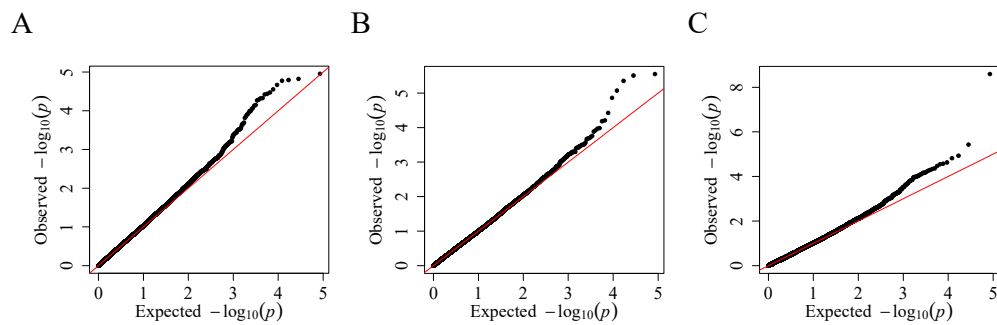 A
B
C
Observed −log₁₀(p)
0 1 2 3 4 5
0 1 2 3 4 5
Expected −log₁₀(p)
Observed −log₁₀(p)
0 1 2 3 4 5
0 1 2 3 4 5
Expected −log₁₀(p)
Observed −log₁₀(p)
0 2 4 6 8
0 1 2 3 4 5
Expected −log₁₀(p)